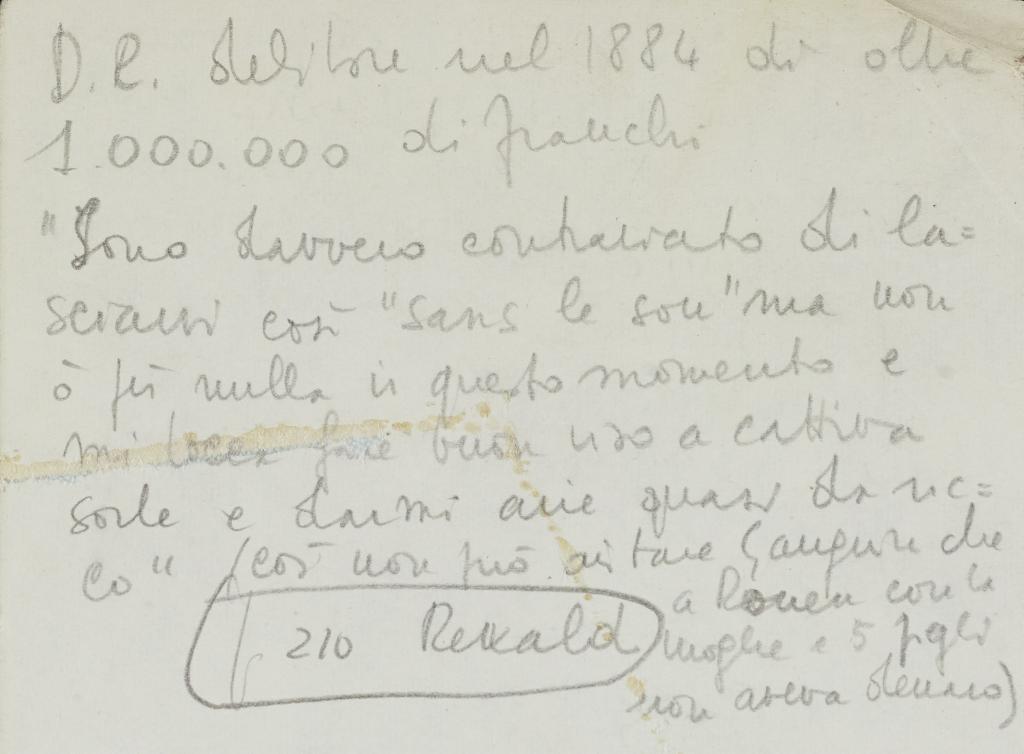 D.R. debitore nel 1884 di oltre
1.000.000 di franchi
"Sono davvero contrariato di la=
sciarvi così "sans le sou" ma non
ò più nulla in questo momento e
mi tocca fare buon viso a cattiva
sorte e darmi arie quasi da ric=
co" (così non può aiutare Gauguin che
a Rouen con la
210 Rewald moglie e 5 figli
non aveva denaro)